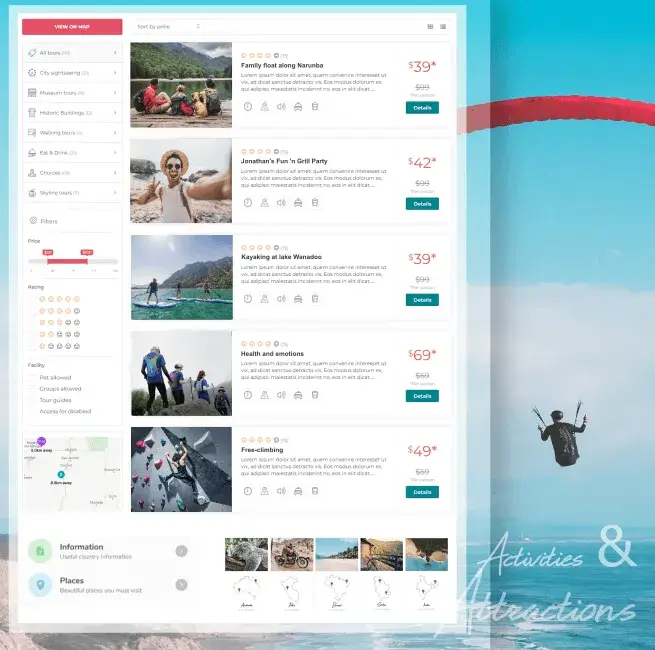 VIEW ON MAP
All tours
City sightseeing
Museum tours
Historic Buildings
Walking tours
Eat & Drink
Churces
Skyline tours
Filters
Price
Rating
Facility
Pet allowed
Groups allowed
Tour guides
Access for disabled
5.0km away
8.9km away
Sort by price
(15)
Family float along Narunba
Lorem ipsum dolor sit amet, quem convenire interesset ut
vix, ad dicat sanctus detracto vis. Eos modus dolorum ex,
qui adipisci maiestatis inciderint no, eos in elit dicat....
$39*
$99
*Per person
Details
(15)
Jonathan's Fun 'n Grill Party
Lorem ipsum dolor sit amet, quem convenire interesset ut
vix, ad dicat sanctus detracto vis. Eos modus dolorum ex,
qui adipisci maiestatis inciderint no, eos in elit dicat....
$42*
$99
*Per person
Details
(15)
Kayaking at lake Wanadoo
Lorem ipsum dolor sit amet, quem convenire interesset ut
vix, ad dicat sanctus detracto vis. Eos modus dolorum ex,
qui adipisci maiestatis inciderint no, eos in elit dicat....
$39*
$99
*Per person
Details
(15)
Health and emotions
Lorem ipsum dolor sit amet, quem convenire interesset ut
vix, ad dicat sanctus detracto vis. Eos modus dolorum ex,
qui adipisci maiestatis inciderint no, eos in elit dicat....
$69*
*Per person
Details
(15)
Free-climbing
Lorem ipsum dolor sit amet, quem convenire interesset ut
vix, ad dicat sanctus detracto vis. Eos modus dolorum ex,
qui adipisci maiestatis inciderint no, eos in elit dicat....
$49*
*Per person
Details
Information
Useful country information
Places
Beautiful places you must visit
Activities &
Attractions